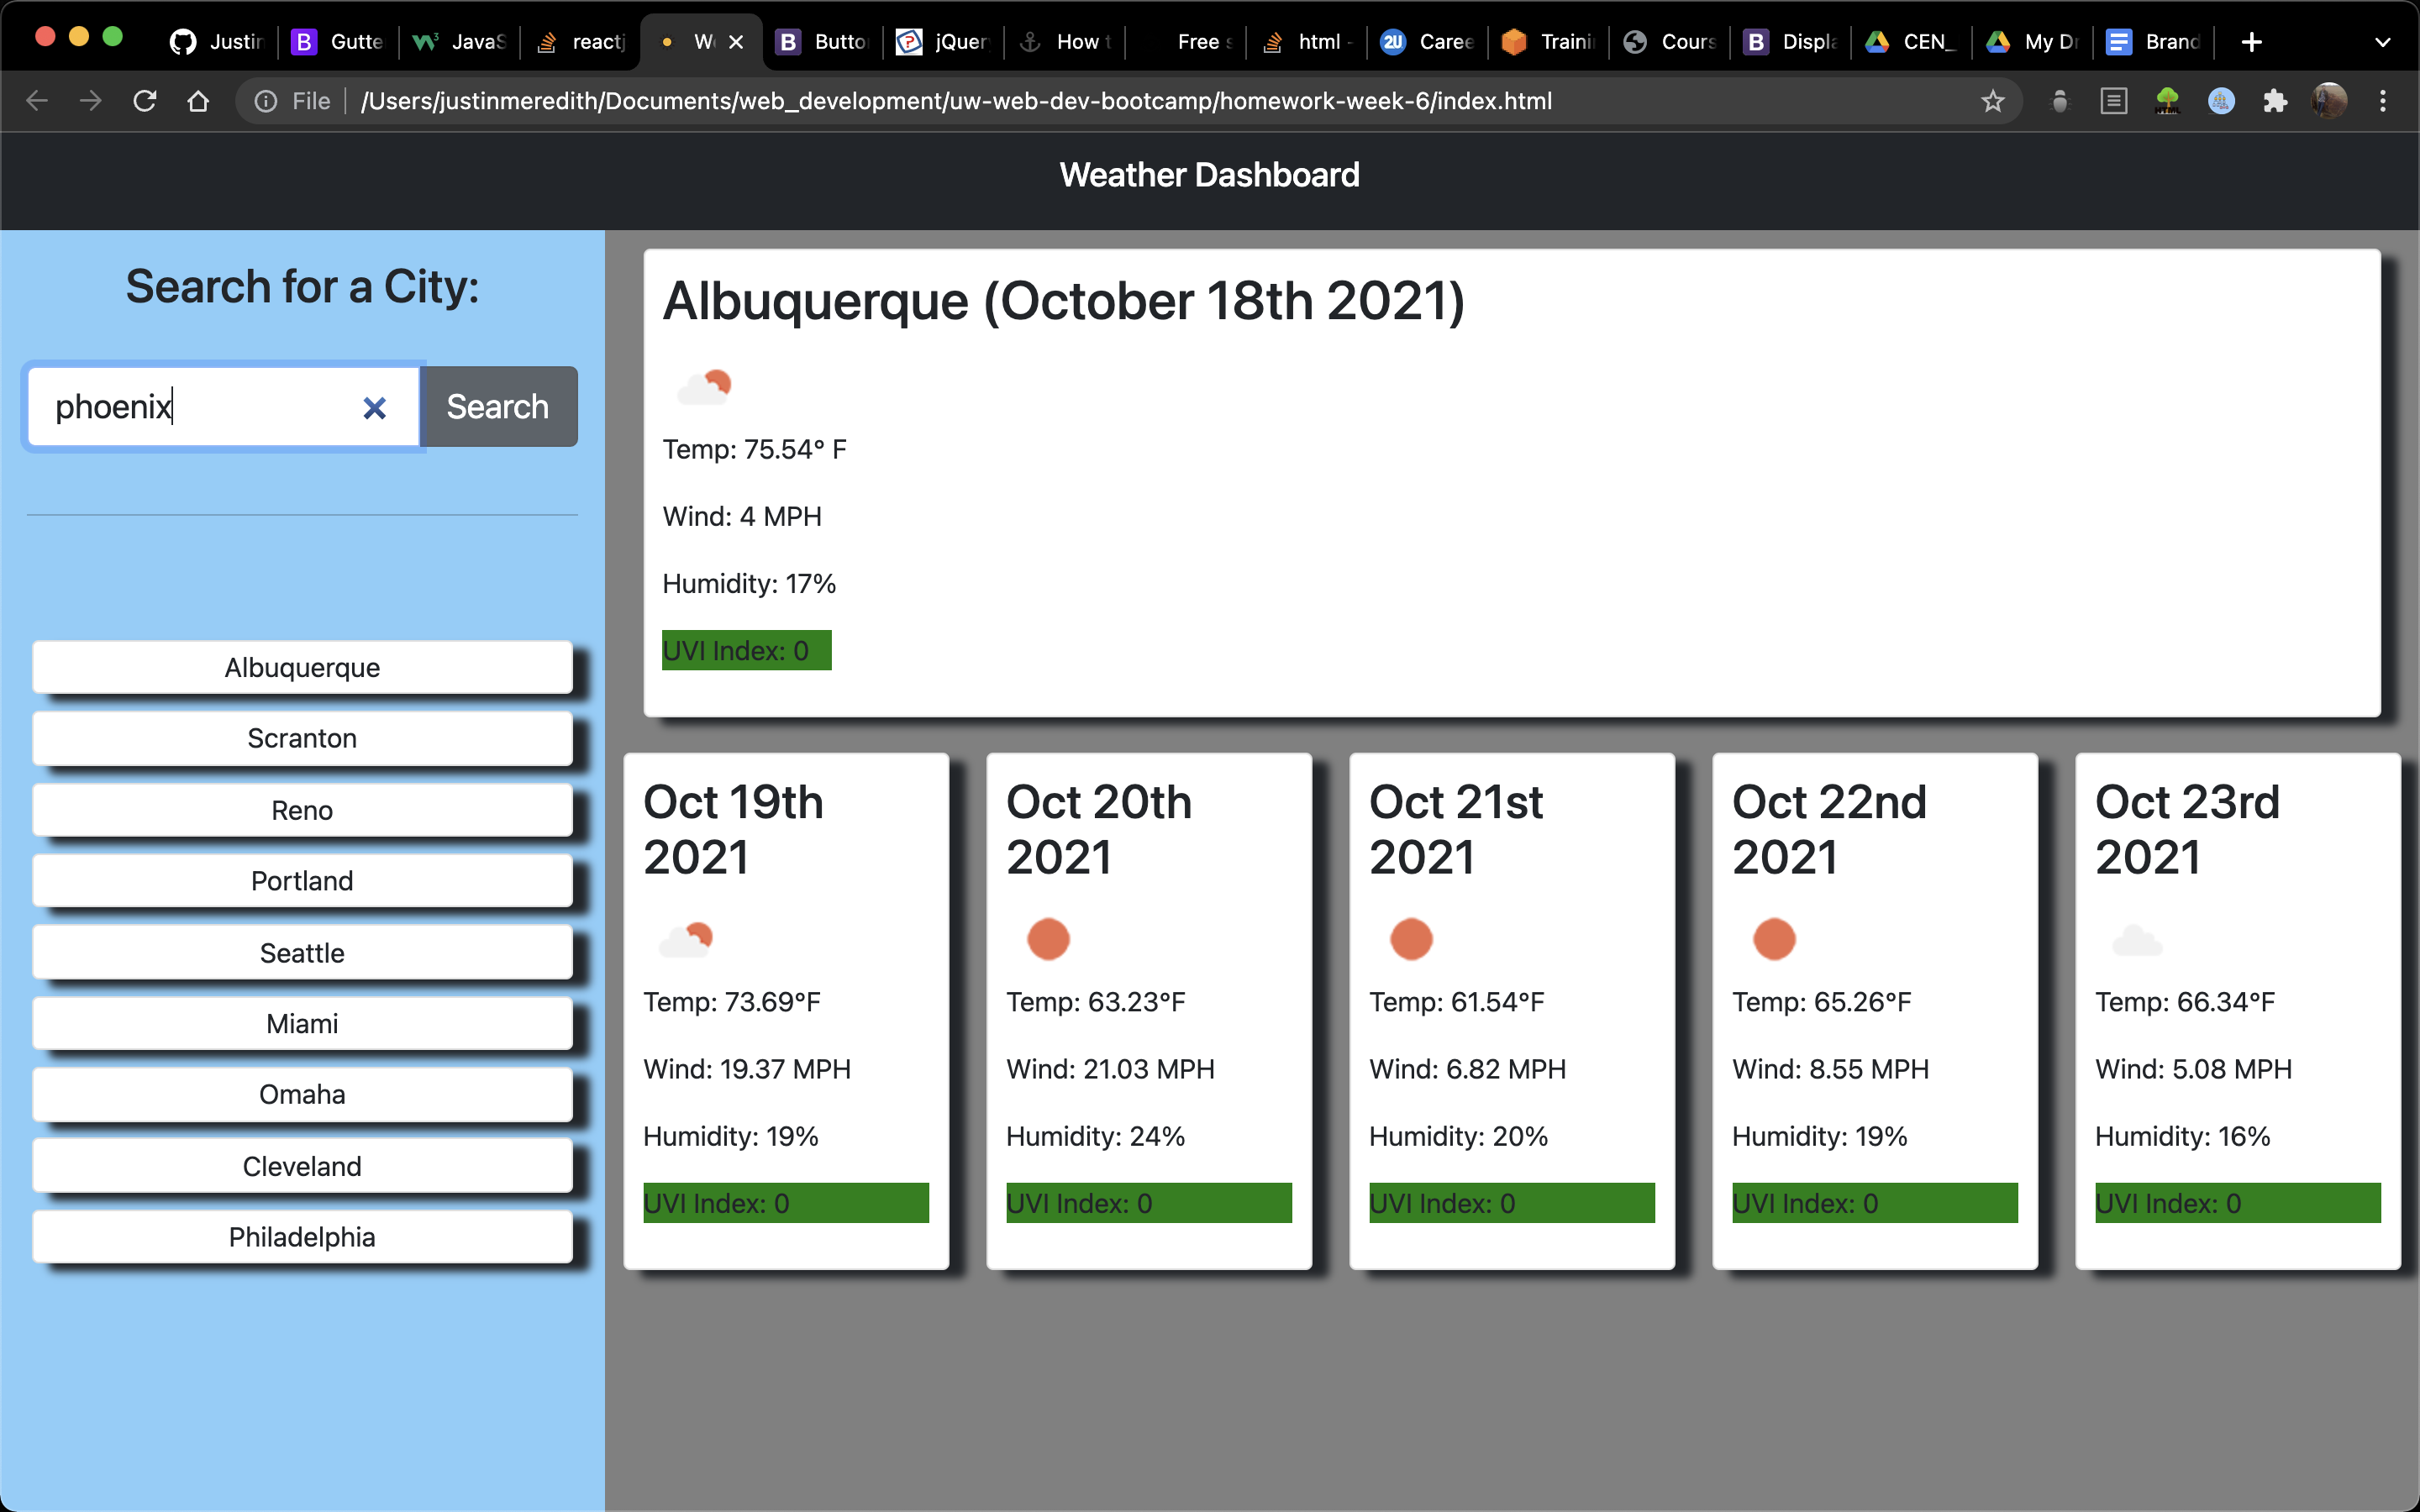 Justin
Gutte
JavaS
reactj
We
Butto
jQuer
How t
Free s
html -
Caree
Traini
Cours
Displa
CEN_
My Dr
Brand
File
/Users/justinmeredith/Documents/web_development/uw-web-dev-bootcamp/homework-week-6/index.html
Weather Dashboard
Search for a City:
phoenix
Search
Albuquerque
Scranton
Reno
Portland
Seattle
Miami
Omaha
Cleveland
Philadelphia
Albuquerque (October 18th 2021)
Temp: 75.54° F
Wind: 4 MPH
Humidity: 17%
UVI Index: 0
Oct 19th
2021
Temp: 73.69°F
Wind: 19.37 MPH
Humidity: 19%
UVI Index: 0
Oct 20th
2021
Temp: 63.23°F
Wind: 21.03 MPH
Humidity: 24%
UVI Index: 0
Oct 21st
2021
Temp: 61.54°F
Wind: 6.82 MPH
Humidity: 20%
UVI Index: 0
Oct 22nd
2021
Temp: 65.26°F
Wind: 8.55 MPH
Humidity: 19%
UVI Index: 0
Oct 23rd
2021
Temp: 66.34°F
Wind: 5.08 MPH
Humidity: 16%
UVI Index: 0